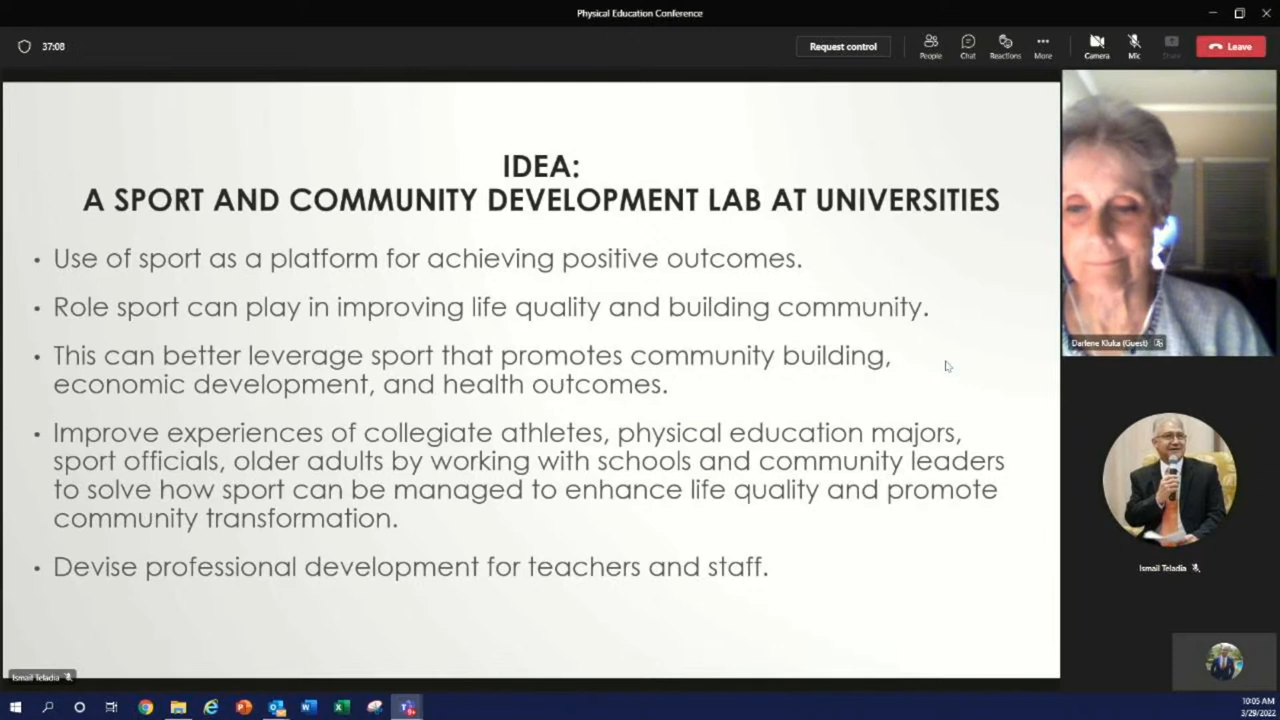 Physical Education Conference
37:08
Request control
People
Chat
Reactions
More
Camera
Mic
Share
Leave
IDEA:
A SPORT AND COMMUNITY DEVELOPMENT LAB AT UNIVERSITIES
• Use of sport as a platform for achieving positive outcomes.
• Role sport can play in improving life quality and building community.
• This can better leverage sport that promotes community building,
economic development, and health outcomes.
• Improve experiences of collegiate athletes, physical education majors,
sport officials, older adults by working with schools and community leaders
to solve how sport can be managed to enhance life quality and promote
community transformation.
• Devise professional development for teachers and staff.
Darlene Kluka (Guest)
Ismail Teladia
Ismail Teladia
10:05 AM
3/29/2022